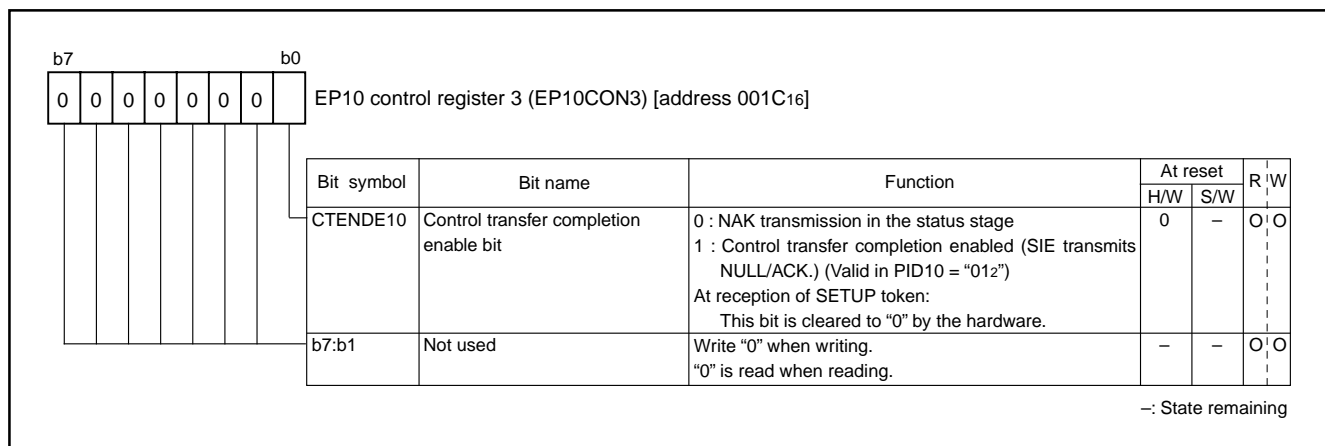 b7 b0
0 0 0 0 0 0 0 EP10 control register 3 (EP10CON3) [address 001C16]
Bit symbol Bit name Function At reset R W
H/W S/W
CTENDE10 Control transfer completion 0 : NAK transmission in the status stage 0 – O O
enable bit 1 : Control transfer completion enabled (SIE transmits
NULL/ACK.) (Valid in PID10 = “012”)
At reception of SETUP token:
This bit is cleared to “0” by the hardware.
b7:b1 Not used Write “0” when writing. – – O O
“0” is read when reading.
–: State remaining